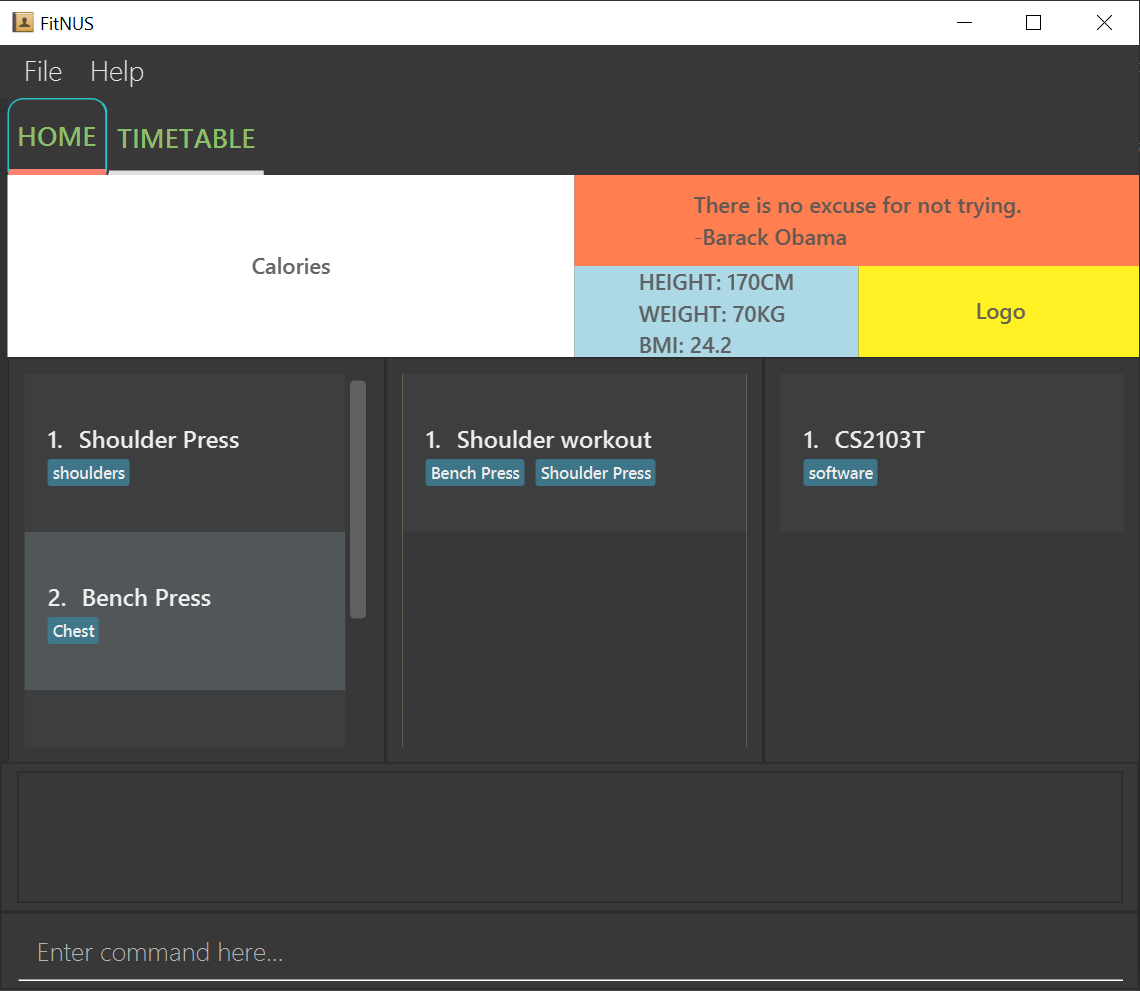 FitNUS
File Help
HOME TIMETABLE
Calories
There is no excuse for not trying.
-Barack Obama
HEIGHT: 170CM
WEIGHT: 70KG
BMI: 24.2
Logo
1. Shoulder Press
shoulders
2. Bench Press
Chest
1. Shoulder workout
Bench Press Shoulder Press
1. CS2103T
software
Enter command here...